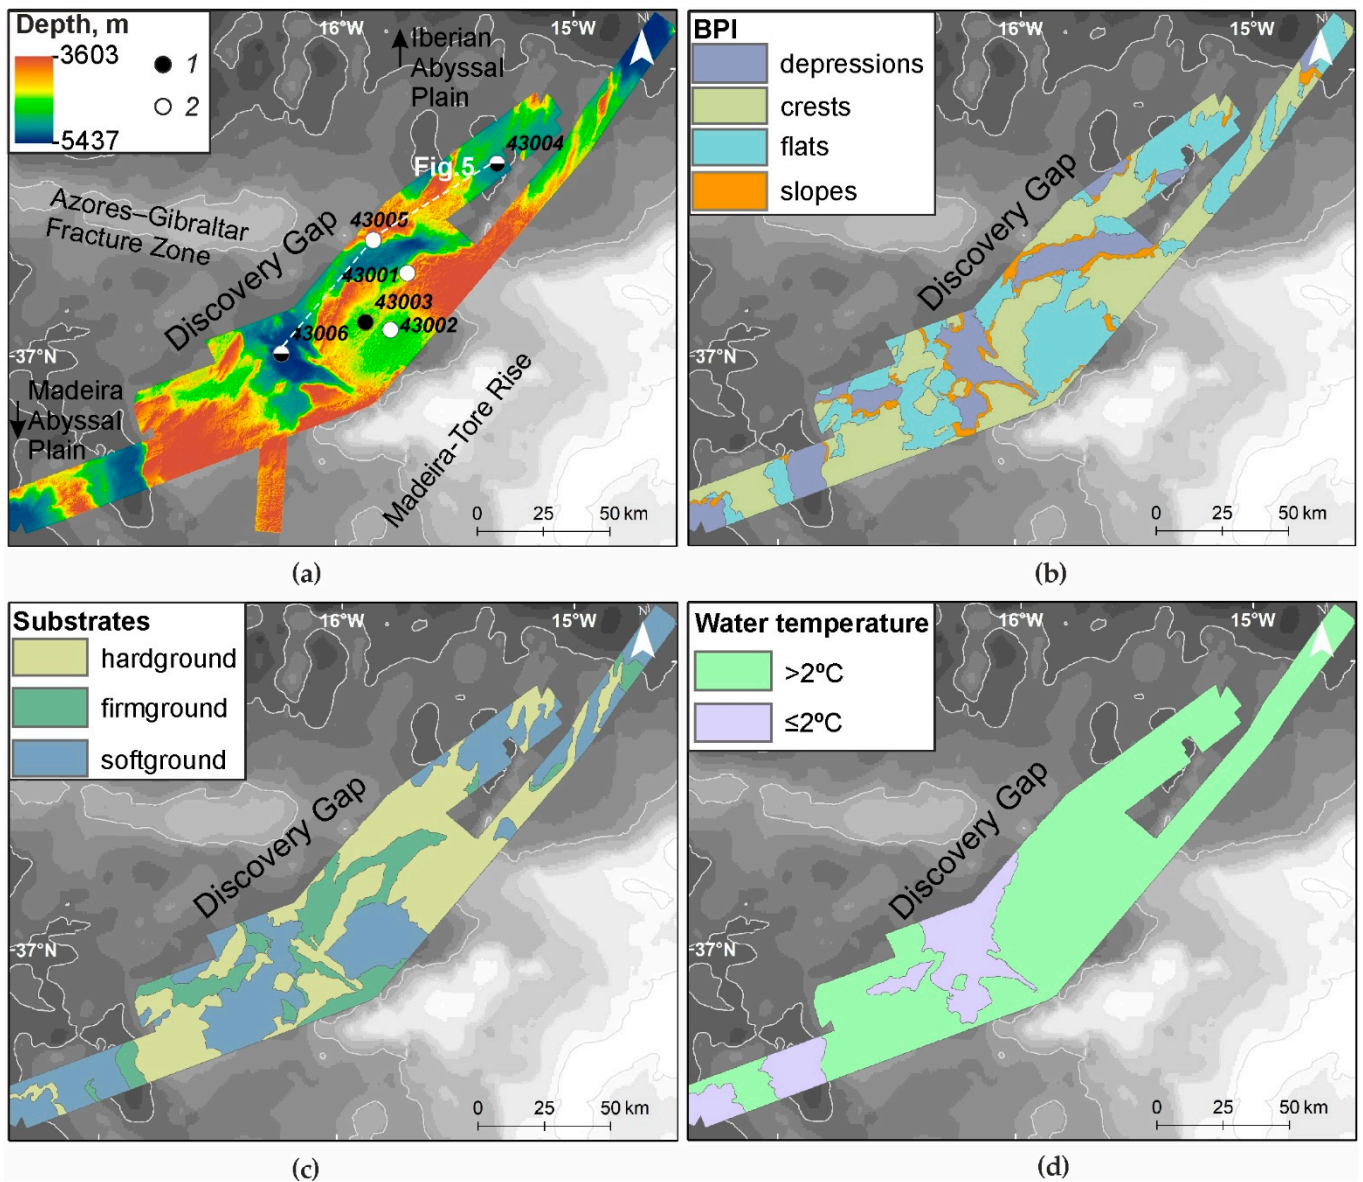 Depth, m
-3603
-5437
1
2
16°W
15°W
N
Iberian
Abyssal
Plain
43004
Fig.5
Azores–Gibraltar
Fracture Zone
43005
Discovery Gap
43001
43003
43002
43006
37°N
Madeira
Abyssal
Plain
Madeira-Tore Rise
0 25 50 km
(a)
BPI
depressions
crests
flats
slopes
16°W
15°W
N
Discovery Gap
37°N
0 25 50 km
(b)
Substrates
hardground
firmground
softground
16°W
15°W
N
Discovery Gap
37°N
0 25 50 km
(c)
Water temperature
>2ºC
≤2ºC
16°W
15°W
N
Discovery Gap
37°N
0 25 50 km
(d)